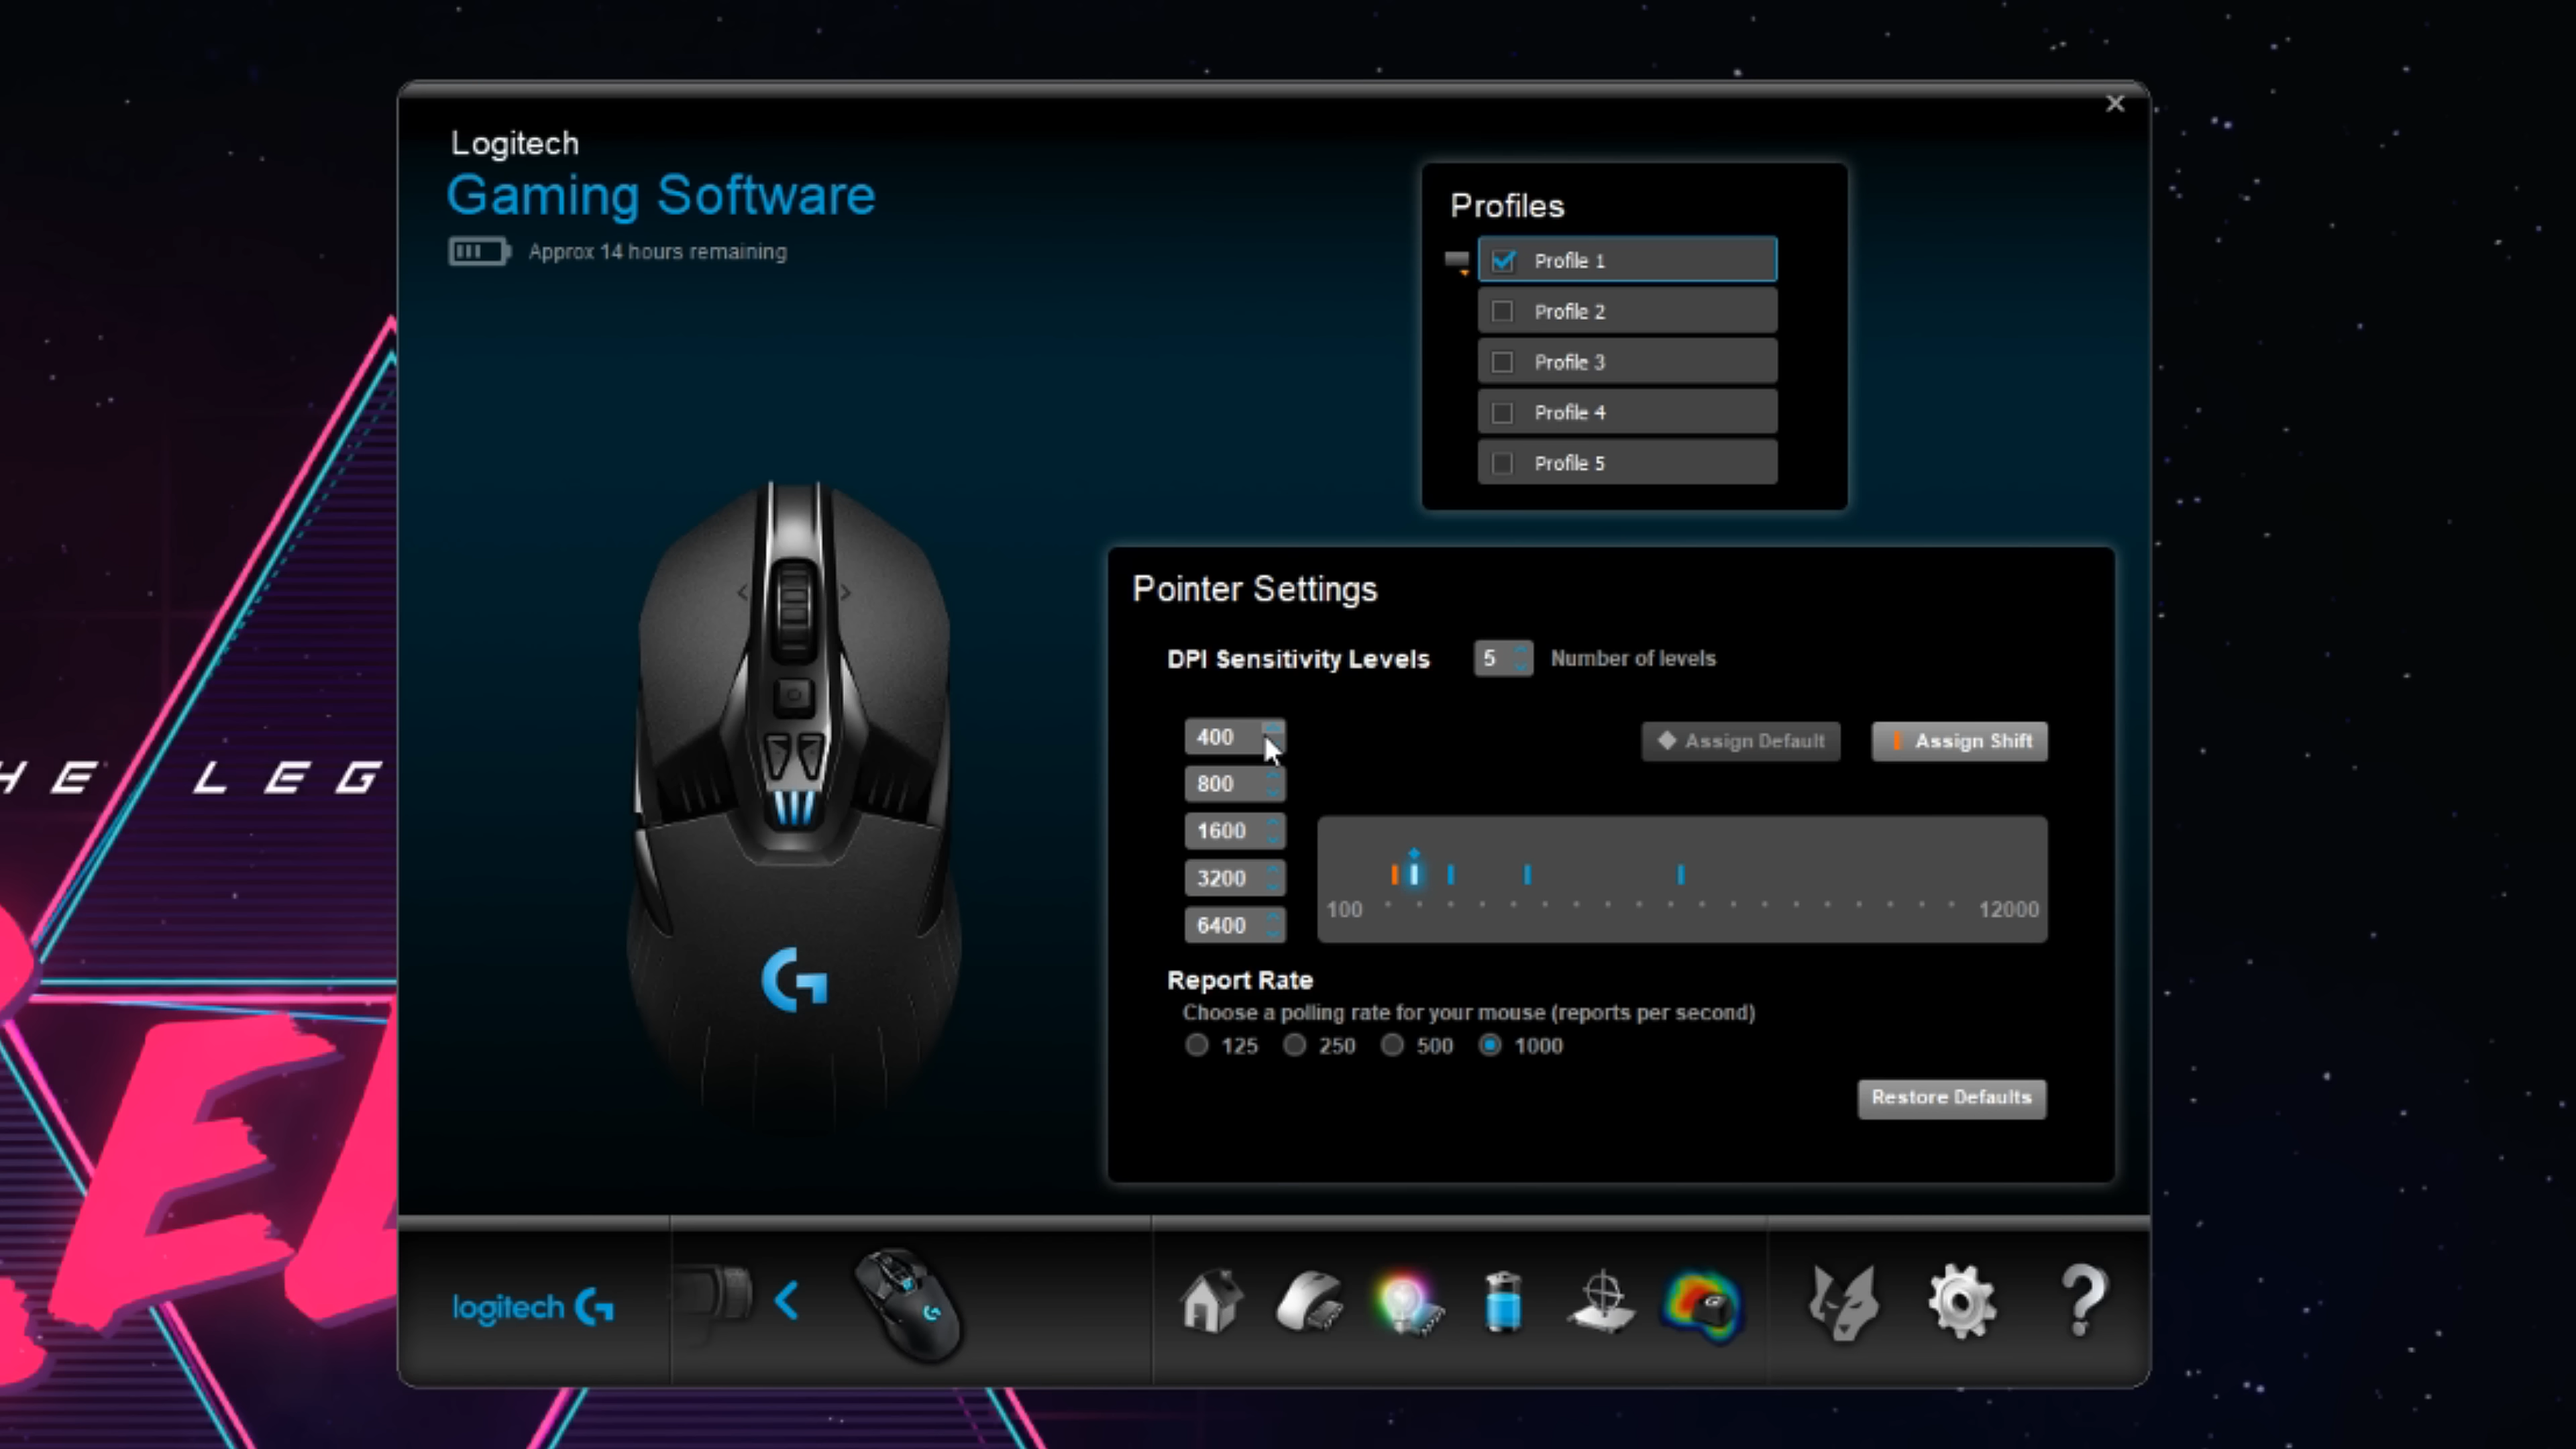 Logitech
Gaming Software
Approx 14 hours remaining
Profiles
Profile 1
Profile 2
Profile 3
Profile 4
Profile 5
Pointer Settings
DPI Sensitivity Levels 5 Number of levels
400
Assign Default Assign Shift
800
1600
3200
6400
100 12000
Report Rate
Choose a polling rate for your mouse (reports per second)
125 250 500 1000
Restore Defaults
logitech G
HE LEG